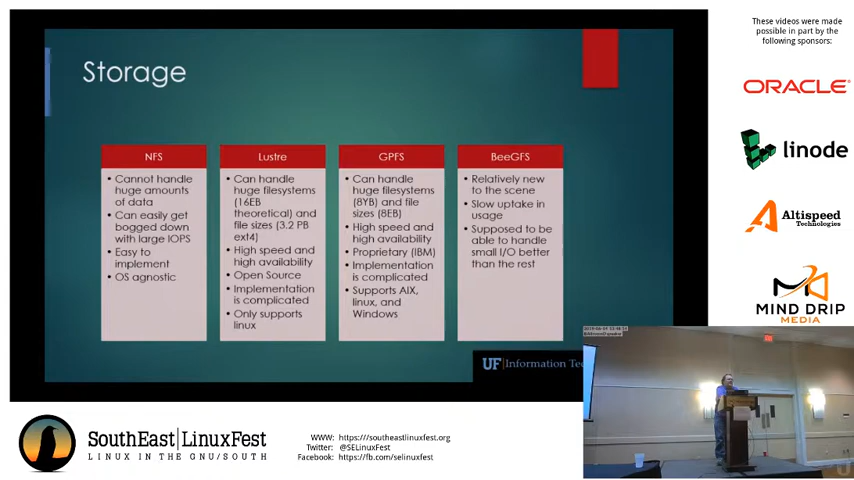 Storage
NFS
• Cannot handle
huge amounts
of data
• Can easily get
bogged down
with large IOPS
• Easy to
implement
• OS agnostic
Lustre
• Can handle
huge filesystems
(16EB
theoretical) and
file sizes (3.2 PB
ext4)
• High speed and
high availability
• Open Source
• Implementation
is complicated
• Only supports
linux
GPFS
• Can handle
huge filesystems
(8YB) and file
sizes (8EB)
• High speed and
high availability
• Proprietary (IBM)
• Implementation
is complicated
• Supports AIX,
linux, and
Windows
BeeGFS
• Relatively new
to the scene
• Slow uptake in
usage
• Supposed to be
able to handle
small I/O better
than the rest
UF Information Tec
These videos were made
possible in part by the
following sponsors:
ORACLE
linode
Altispeed
Technologies
MIND DRIP
MEDIA
SouthEast LinuxFest
LINUX IN THE GNU/SOUTH
WWW: https:///southeastlinuxfest.org
Twitter: @SELinuxFest
Facebook: https://fb.com/selinuxfest